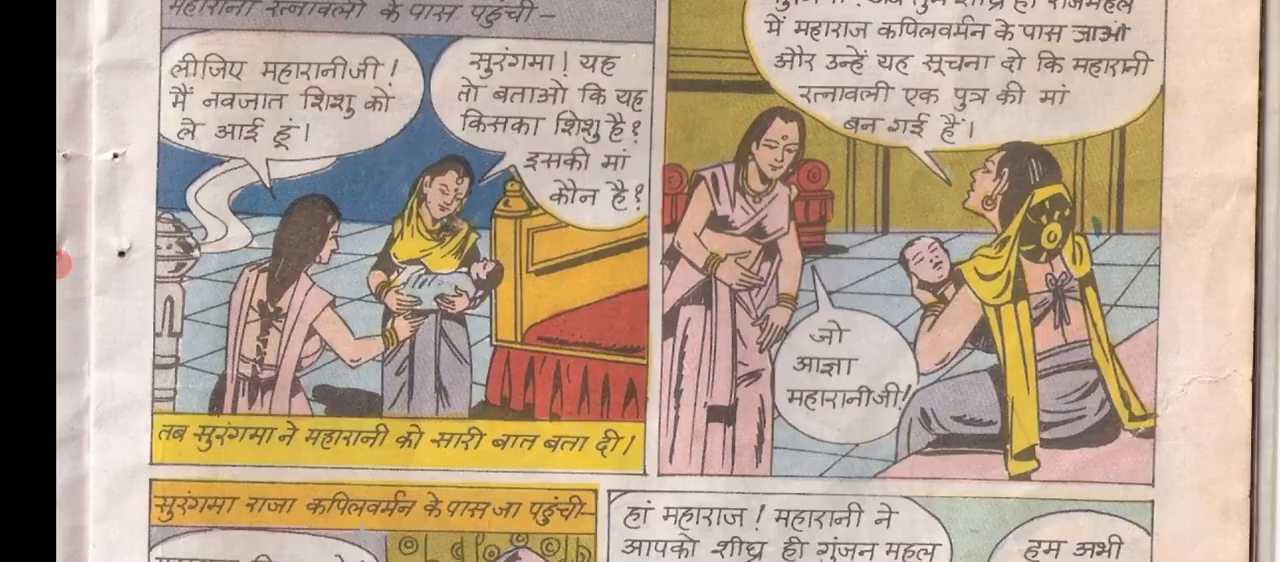 महारानी रत्नावली के पास पहुंची—
लीजिए महारानीजी!
मैं नवजात शिशु को
ले आई हूं।
सुरंगमा! यह
तो बताओ कि यह
किसका शिशु है?
इसकी मां
कौन है?
तब सुरंगमा ने महारानी को सारी बात बता दी।
में महाराज कपिलवर्मन के पास जाओ
और उन्हें यह सूचना दो कि महारानी
रत्नावली एक पुत्र की मां
बन गई हैं।
जो
आज्ञा
महारानीजी!
सुरंगमा राजा कपिलवर्मन के पास जा पहुंची—
हां महाराज! महारानी ने
आपको शीघ्र ही गुंजन महल
हम अभी